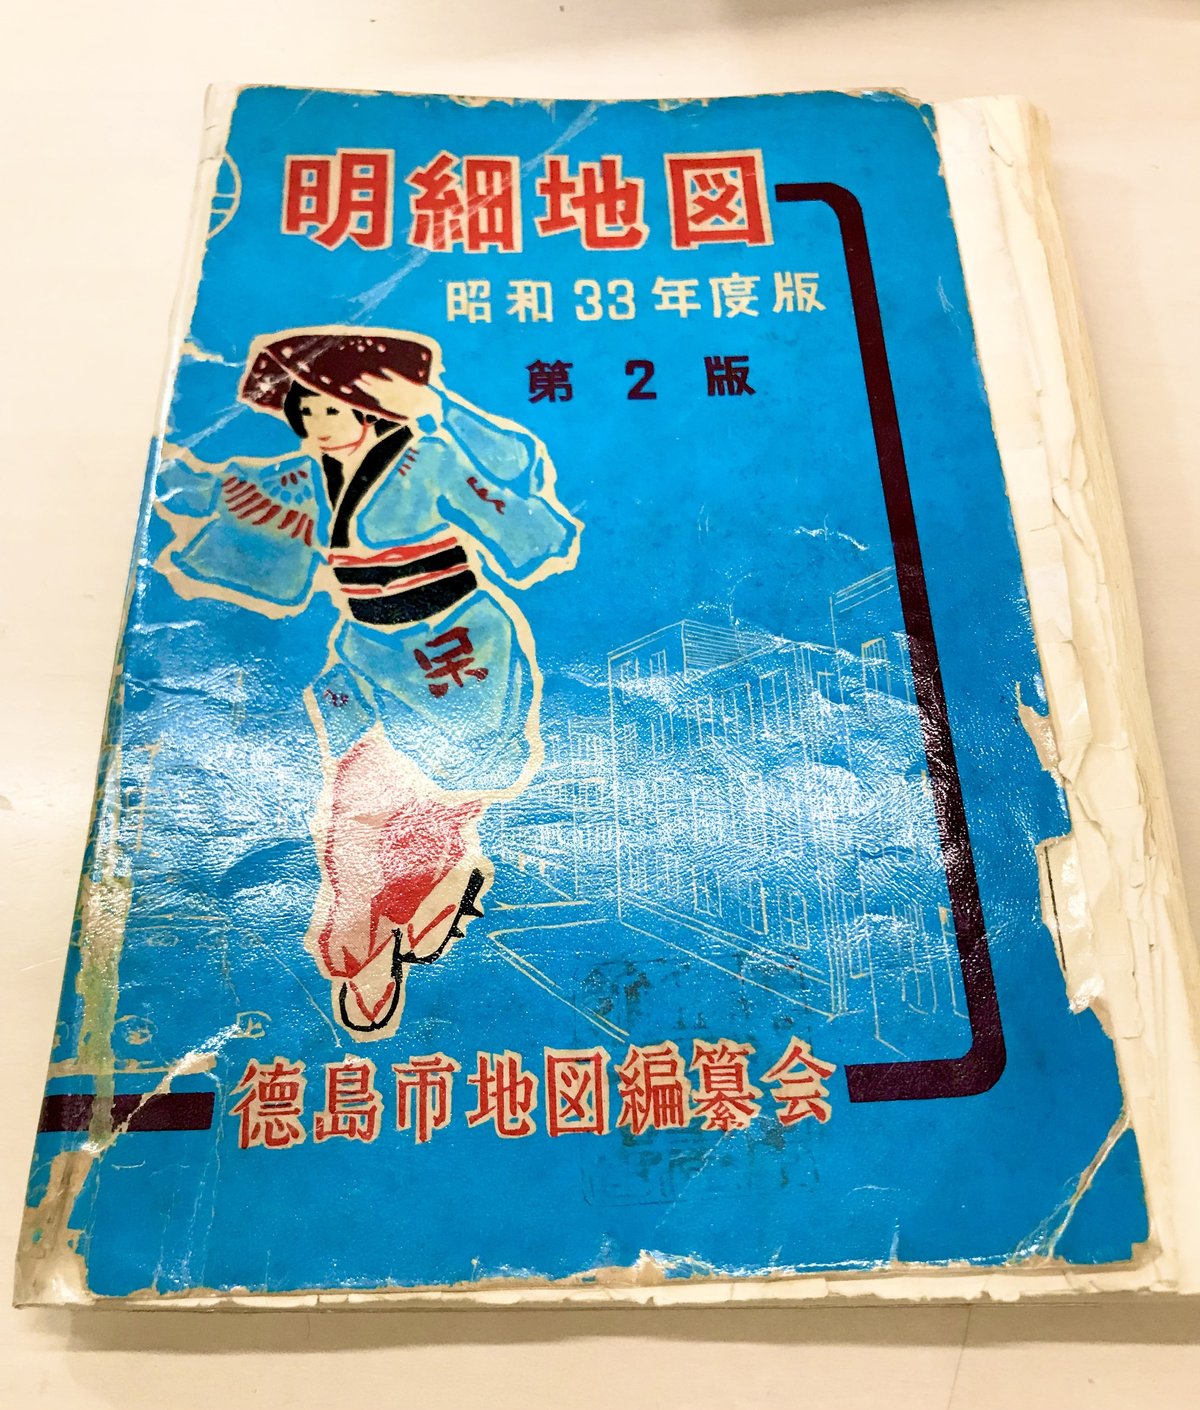 明細地図
昭和33年度版
第2版
徳島市地図編纂会